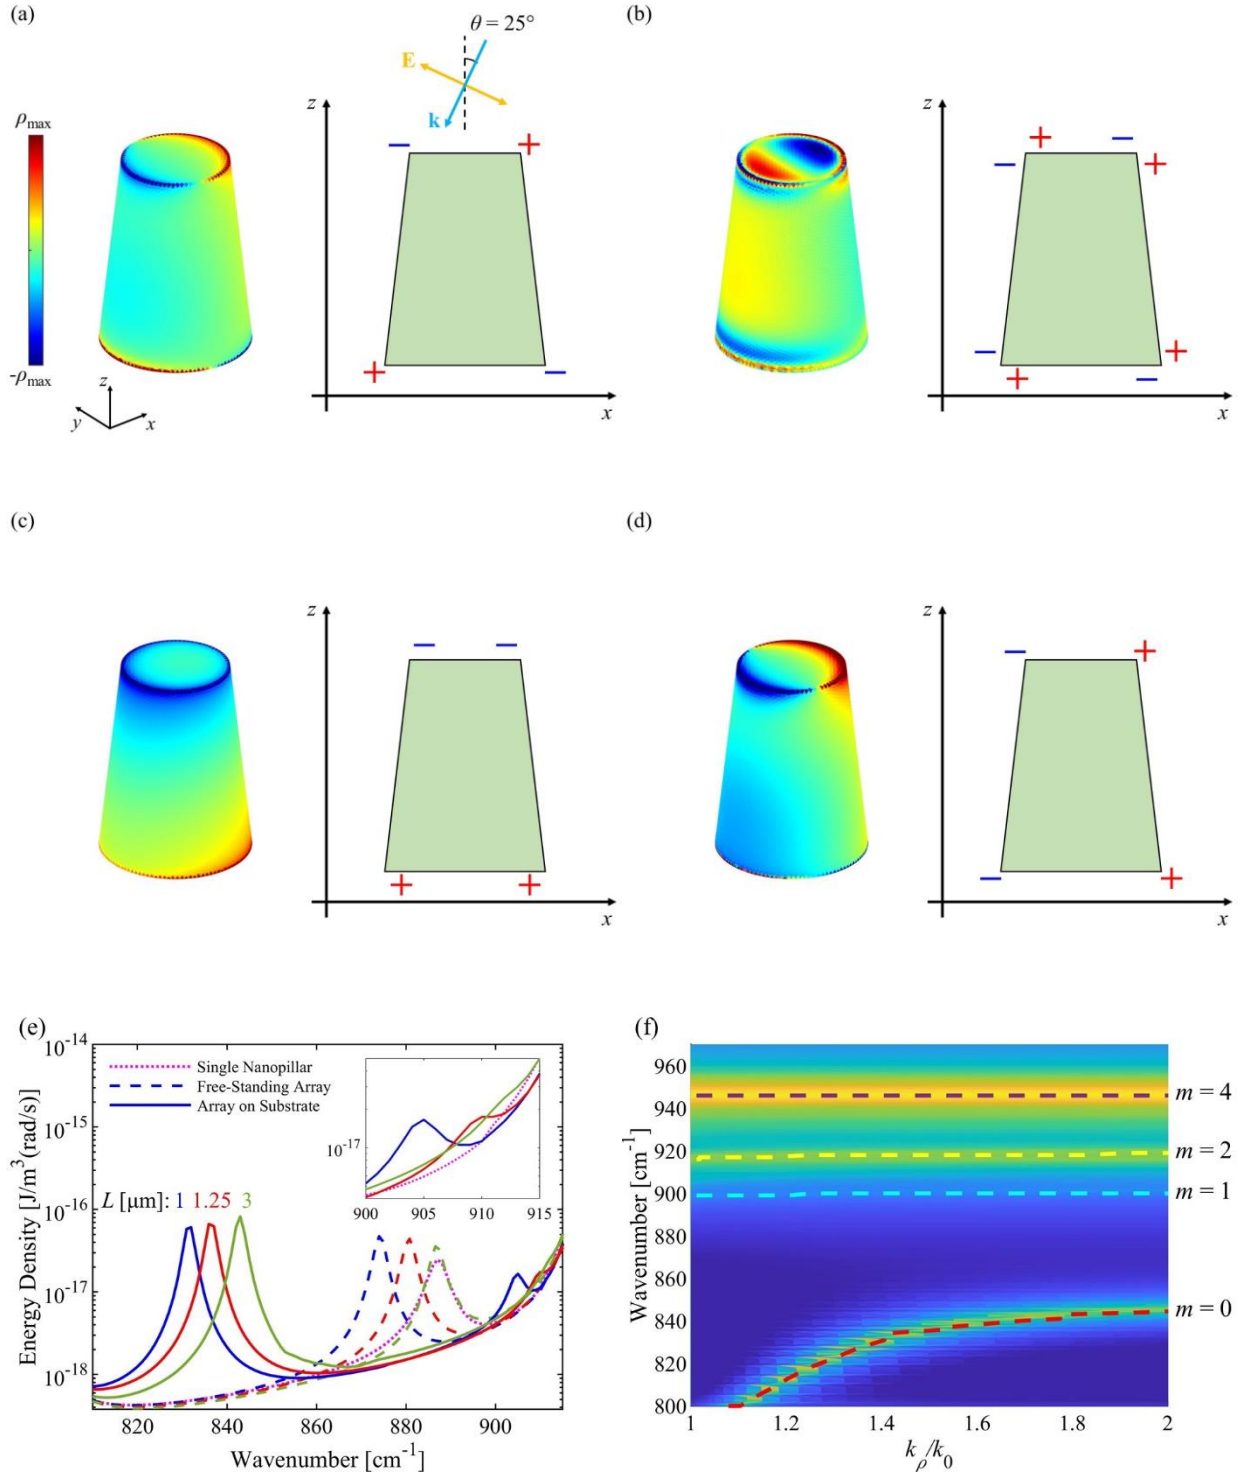 (a)
θ = 25°
E
k
z
ρmax
-ρmax
z
y
x
− +
+ −
x
(b)
z
+ −
− +
− +
+ −
x
(c)
z
− −
+ +
x
(d)
z
− +
− +
x
(e)
Energy Density [J/m³(rad/s)]
10⁻¹⁴
10⁻¹⁵
10⁻¹⁶
10⁻¹⁷
10⁻¹⁸
Single Nanopillar
Free-Standing Array
Array on Substrate
L [μm]: 1 1.25 3
10⁻¹⁷
900 905 910 915
820 840 860 880 900
Wavenumber [cm⁻¹]
(f)
Wavenumber [cm⁻¹]
960
940
920
900
880
860
840
820
800
m = 4
m = 2
m = 1
m = 0
1 1.2 1.4 1.6 1.8 2
kρ/k0